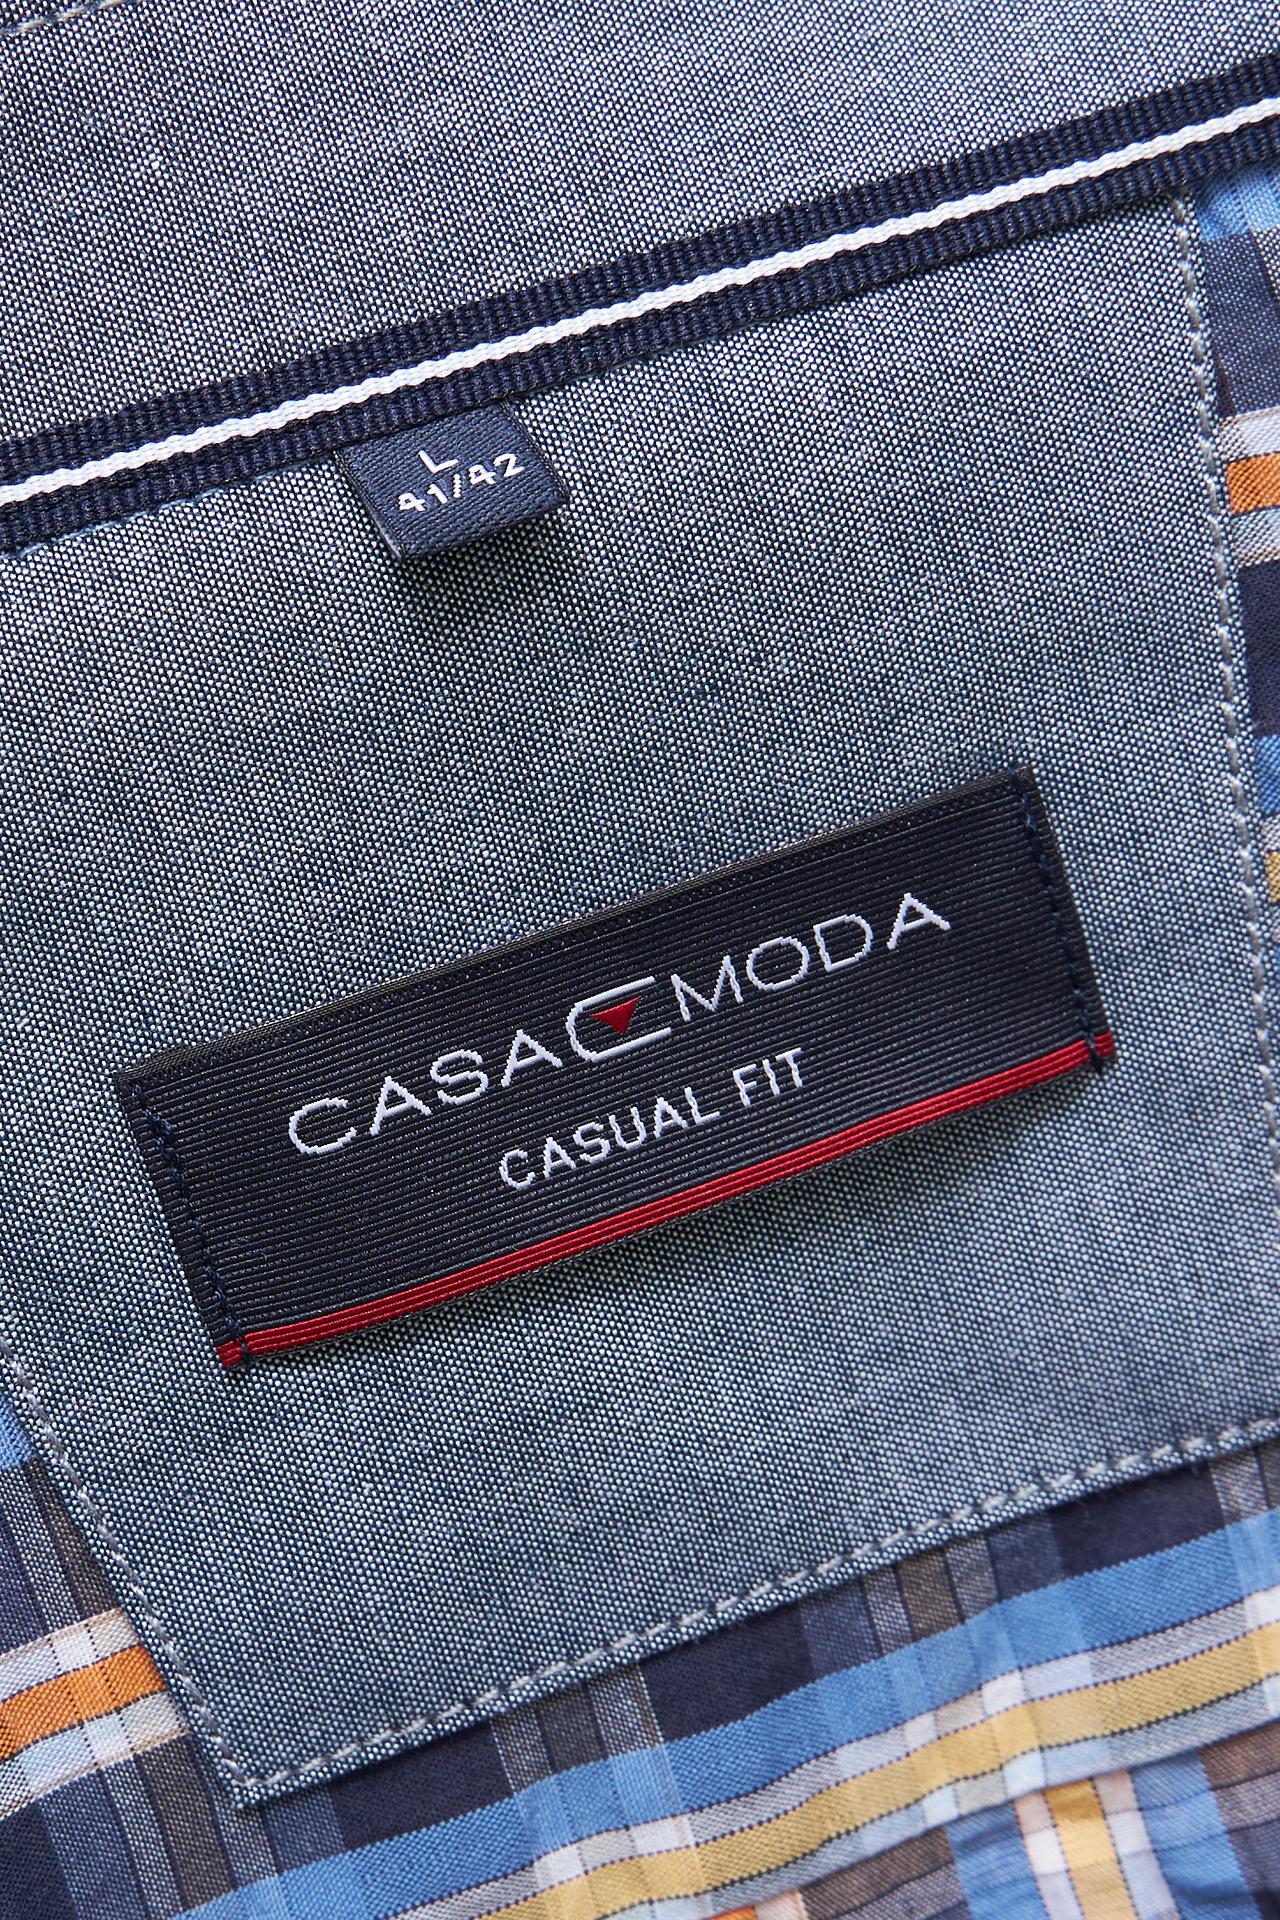 L
41/42
CASA MODA
CASUAL FIT